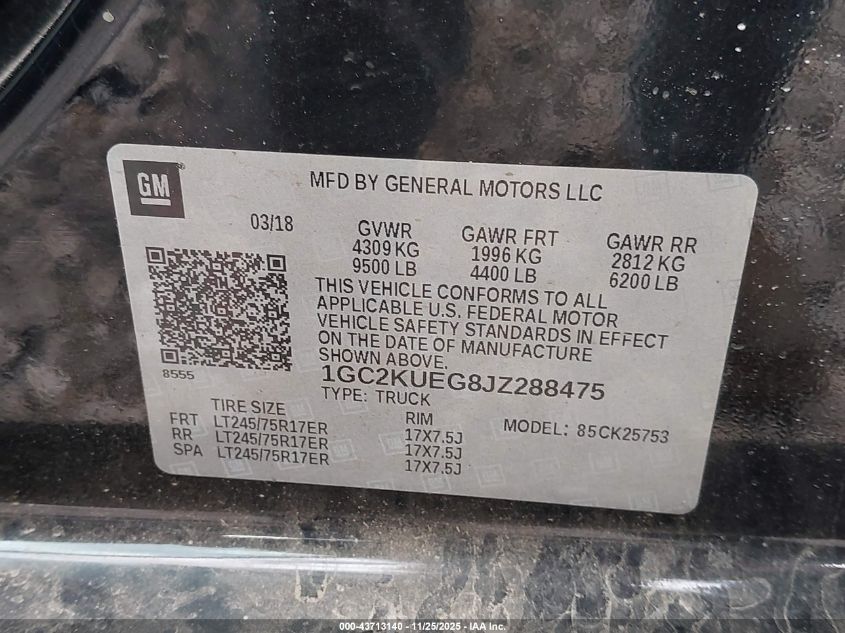 GM
MFD BY GENERAL MOTORS LLC
03/18
GVWR
4309 KG
9500 LB
GAWR FRT
1996 KG
4400 LB
GAWR RR
2812 KG
6200 LB
THIS VEHICLE CONFORMS TO ALL
APPLICABLE U.S. FEDERAL MOTOR
VEHICLE SAFETY STANDARDS IN EFFECT
ON THE DATE OF MANUFACTURE
SHOWN ABOVE.
8555
1GC2KUEG8JZ288475
TYPE: TRUCK
TIRE SIZE
RIM
MODEL: 85CK25753
FRT LT245/75R17ER 17X7.5J
RR LT245/75R17ER 17X7.5J
SPA LT245/75R17ER 17X7.5J
000-43713140 - 11/25/2025 - IAA Inc.